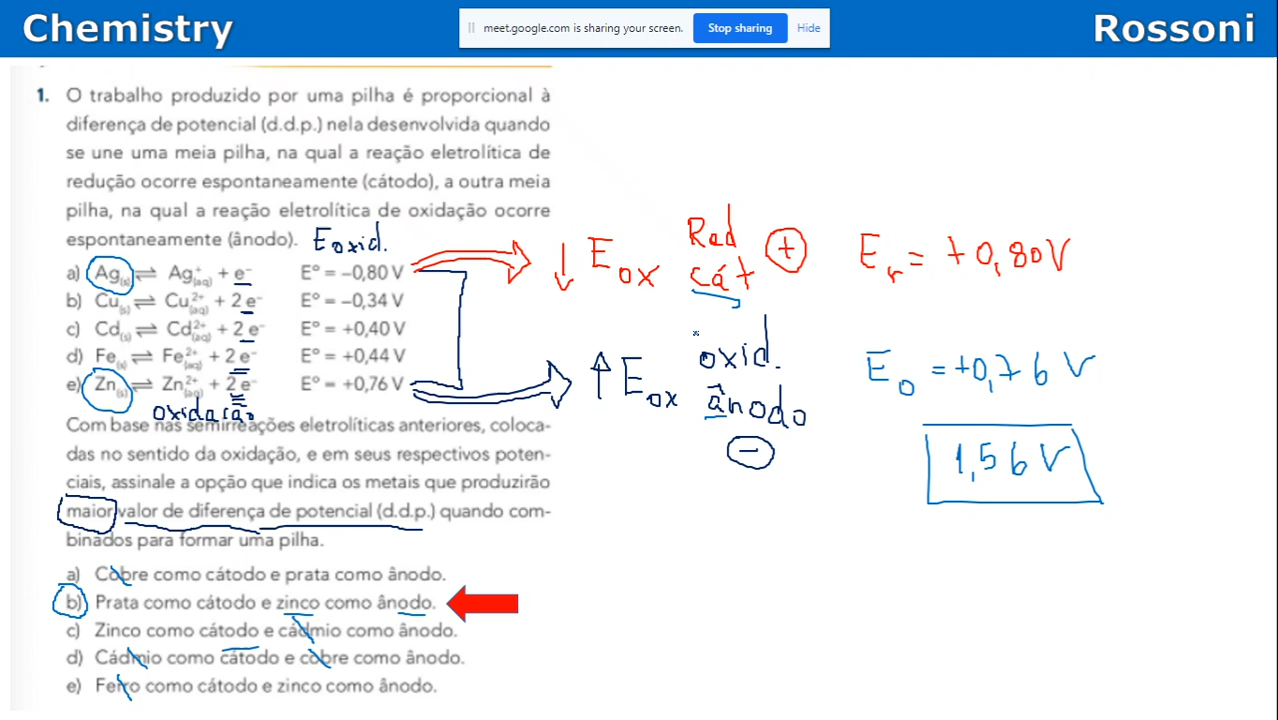 Chemistry
meet.google.com is sharing your screen. Stop sharing Hide
Rossoni
1. O trabalho produzido por uma pilha é proporcional à
diferença de potencial (d.d.p.) nela desenvolvida quando
se une uma meia pilha, na qual a reação eletrolítica de
redução ocorre espontaneamente (cátodo), a outra meia
pilha, na qual a reação eletrolítica de oxidação ocorre
espontaneamente (ânodo). Eoxid.
a) Ag(s) ⇌ Ag⁺(aq) + e⁻ E° = −0,80 V
b) Cu(s) ⇌ Cu²⁺(aq) + 2 e⁻ E° = −0,34 V
c) Cd(s) ⇌ Cd²⁺(aq) + 2 e⁻ E° = +0,40 V
d) Fe(s) ⇌ Fe²⁺(aq) + 2 e⁻ E° = +0,44 V
e) Zn(s) ⇌ Zn²⁺(aq) + 2 e⁻ E° = +0,76 V
oxidação
Com base nas semirreações eletrolíticas anteriores, coloca-
das no sentido da oxidação, e em seus respectivos poten-
ciais, assinale a opção que indica os metais que produzirão
maior valor de diferença de potencial (d.d.p.) quando com-
binados para formar uma pilha.
a) Cobre como cátodo e prata como ânodo.
b) Prata como cátodo e zinco como ânodo.
c) Zinco como cátodo e cádmio como ânodo.
d) Cádmio como cátodo e cobre como ânodo.
e) Ferro como cátodo e zinco como ânodo.
↓ Eox Red +
cát
Er = +0,80V
↑ Eox oxid.
ânodo
−
Eo = +0,76 V
1,56 V